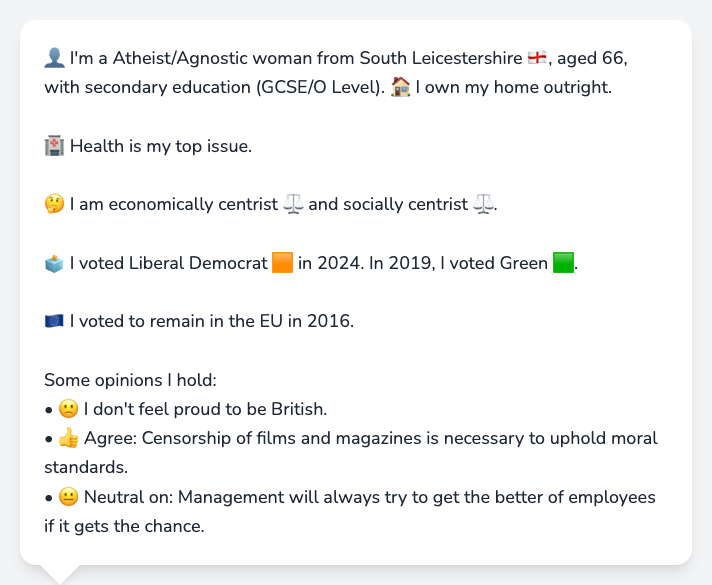 👤 I'm a Atheist/Agnostic woman from South Leicestershire 🏴󠁧󠁢󠁥󠁮󠁧󠁿, aged 66,
with secondary education (GCSE/O Level). 🏠 I own my home outright.
🏥 Health is my top issue.
🤔 I am economically centrist ⚖️ and socially centrist ⚖️.
🗳️ I voted Liberal Democrat 🟧 in 2024. In 2019, I voted Green 🟩.
🇪🇺 I voted to remain in the EU in 2016.
Some opinions I hold:
• 🙁 I don't feel proud to be British.
• 👍 Agree: Censorship of films and magazines is necessary to uphold moral
standards.
• 😐 Neutral on: Management will always try to get the better of employees
if it gets the chance.